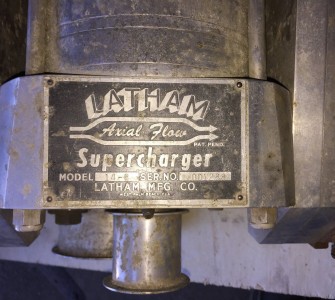 LATHAM
Axial Flow
PAT. PEND.
Supercharger
MODEL SER. NO
LATHAM MFG CO.